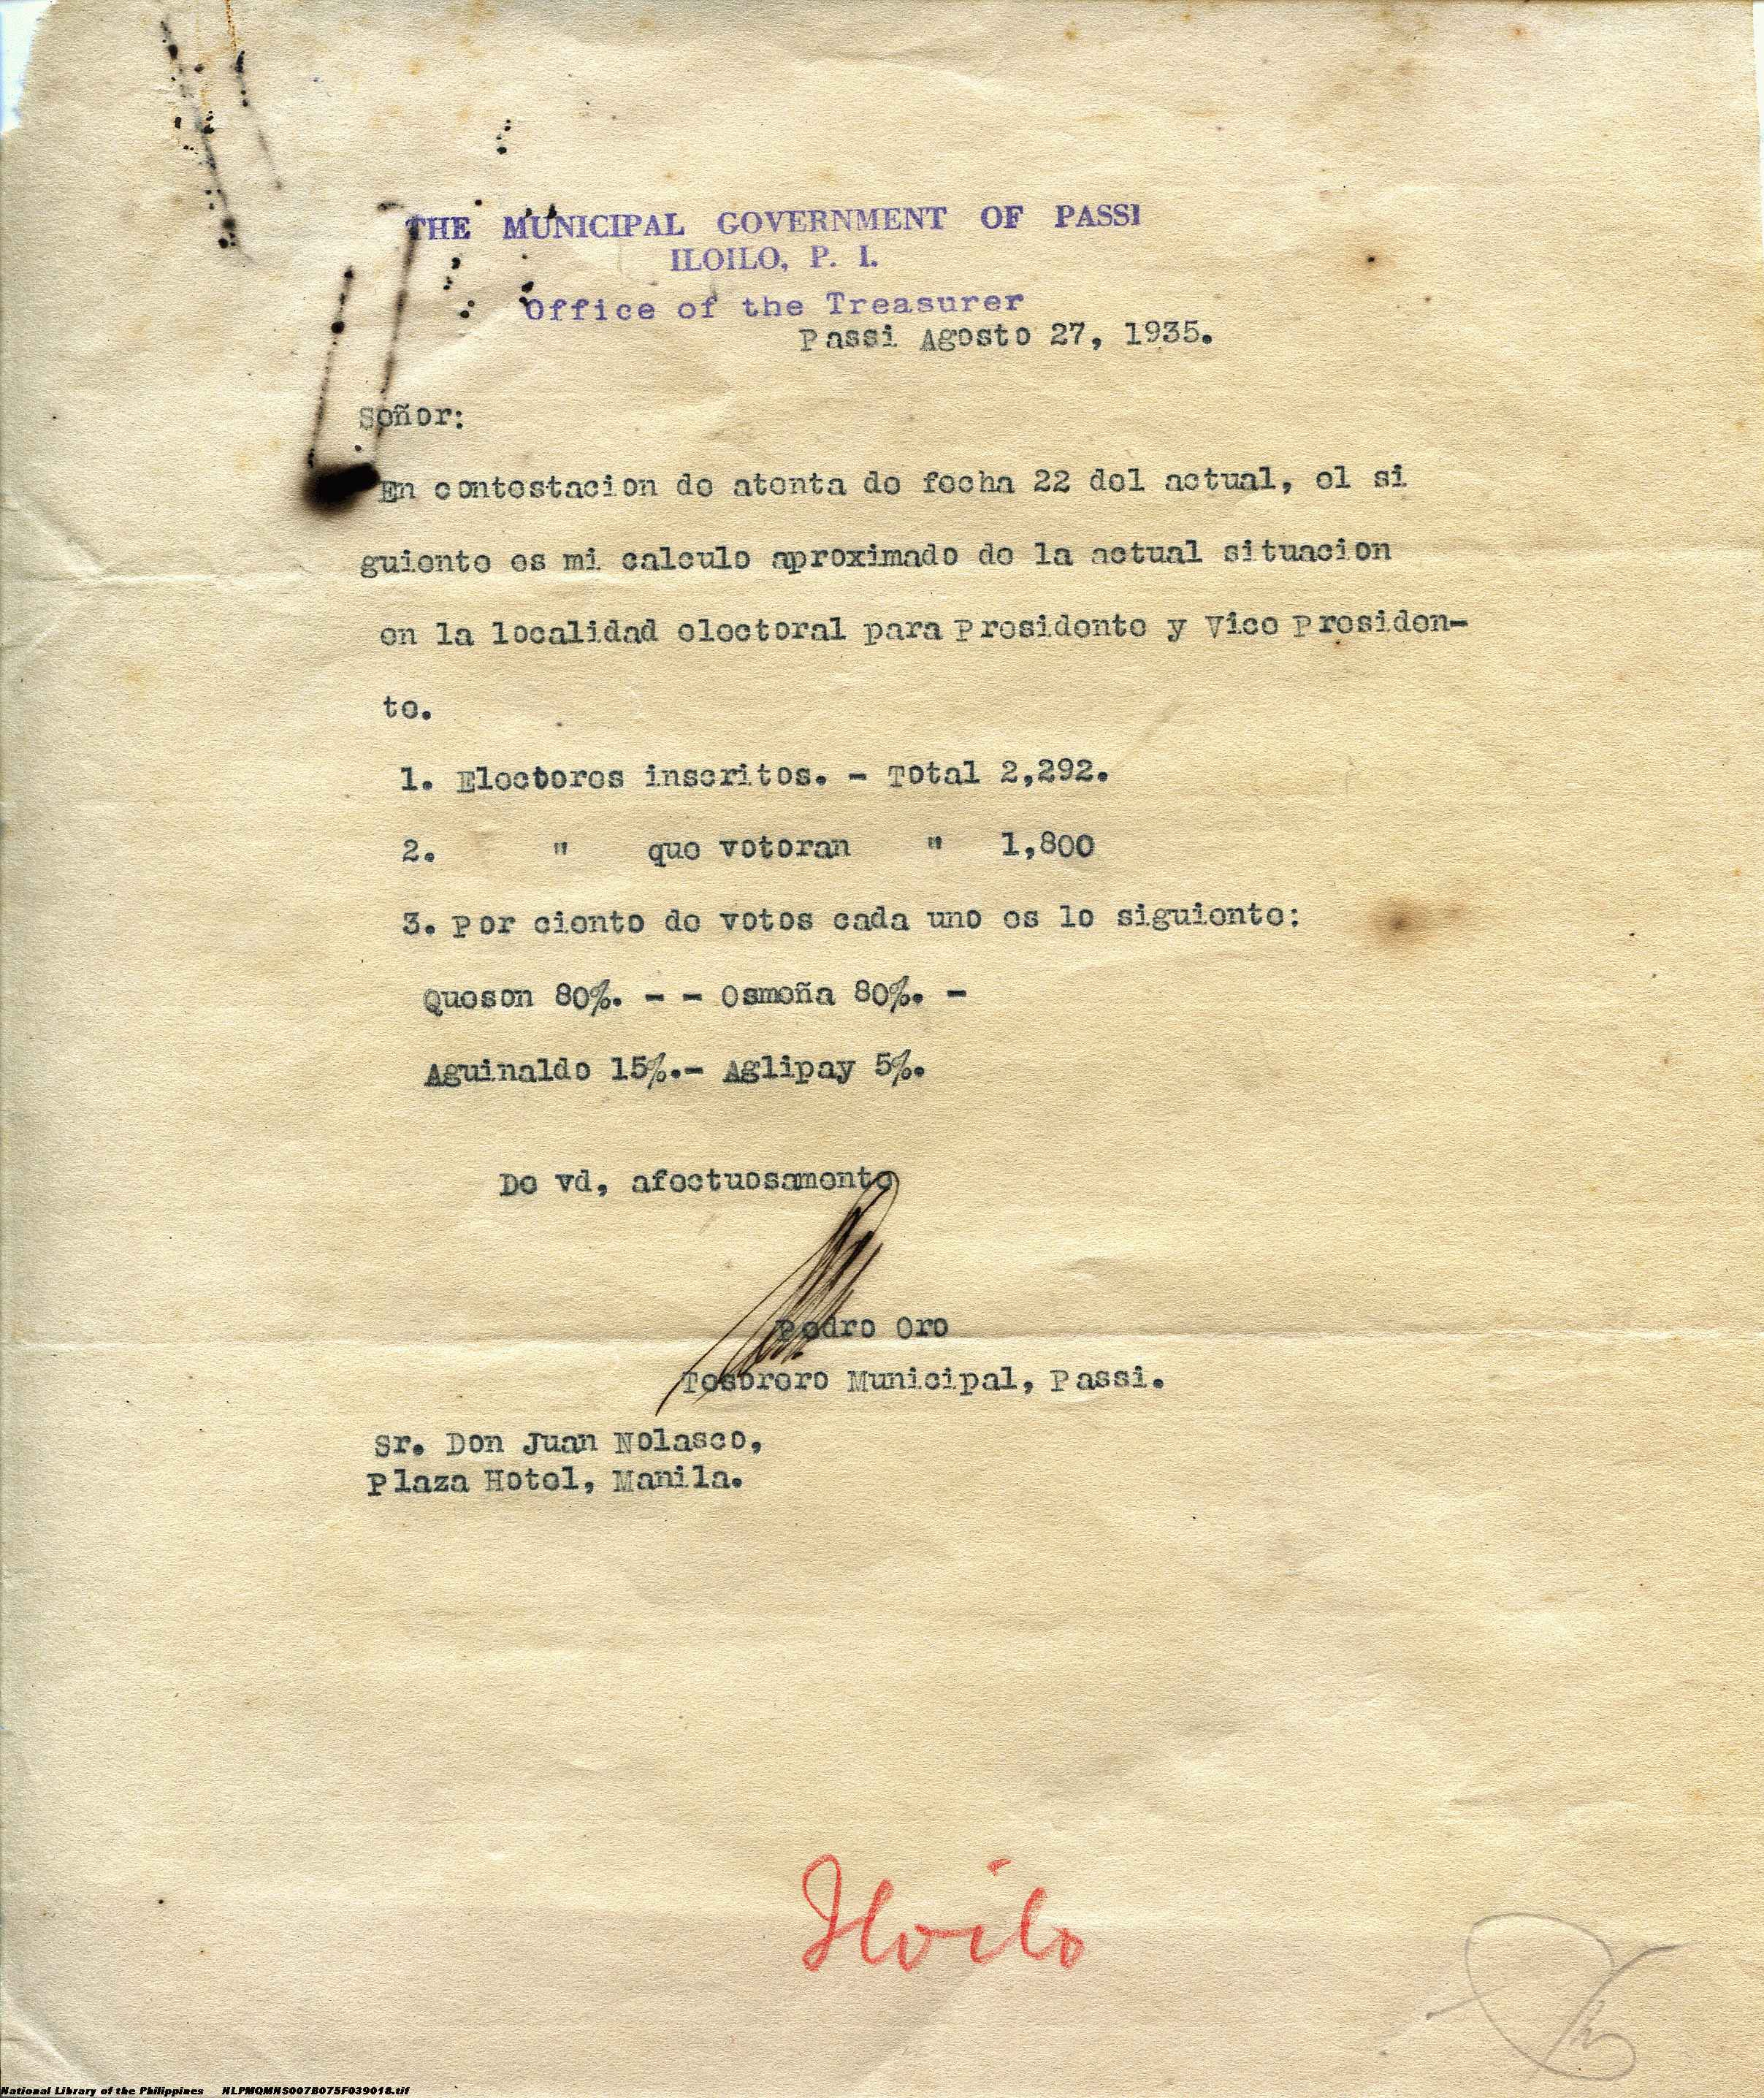 THE MUNICIPAL GOVERNMENT OF PASSI
ILOILO, P. I.
Office of the Treasurer
Passi Agosto 27, 1935.
Señor:
En contestacion de atenta de fecha 22 del actual, el si
guiente es mi calculo aproximado de la actual situacion
en la localidad electoral para Presidente y Vice Presiden-
te.
1. Electores inscritos. - Total 2,292.
2. " que voteran " 1,800
3. Por ciento de votos cada uno es lo siguiente:
Queson 80%. - - Osmeña 80%. -
Aguinaldo 15%.- Aglipay 5%.
De vd, afectuosamente
Pedro Oro
Tesorero Municipal, Passi.
Sr. Don Juan Nolasco,
Plaza Hotel, Manila.
Iloilo
National Library of the Philippines NLPMQMNS007B075F039018.tif